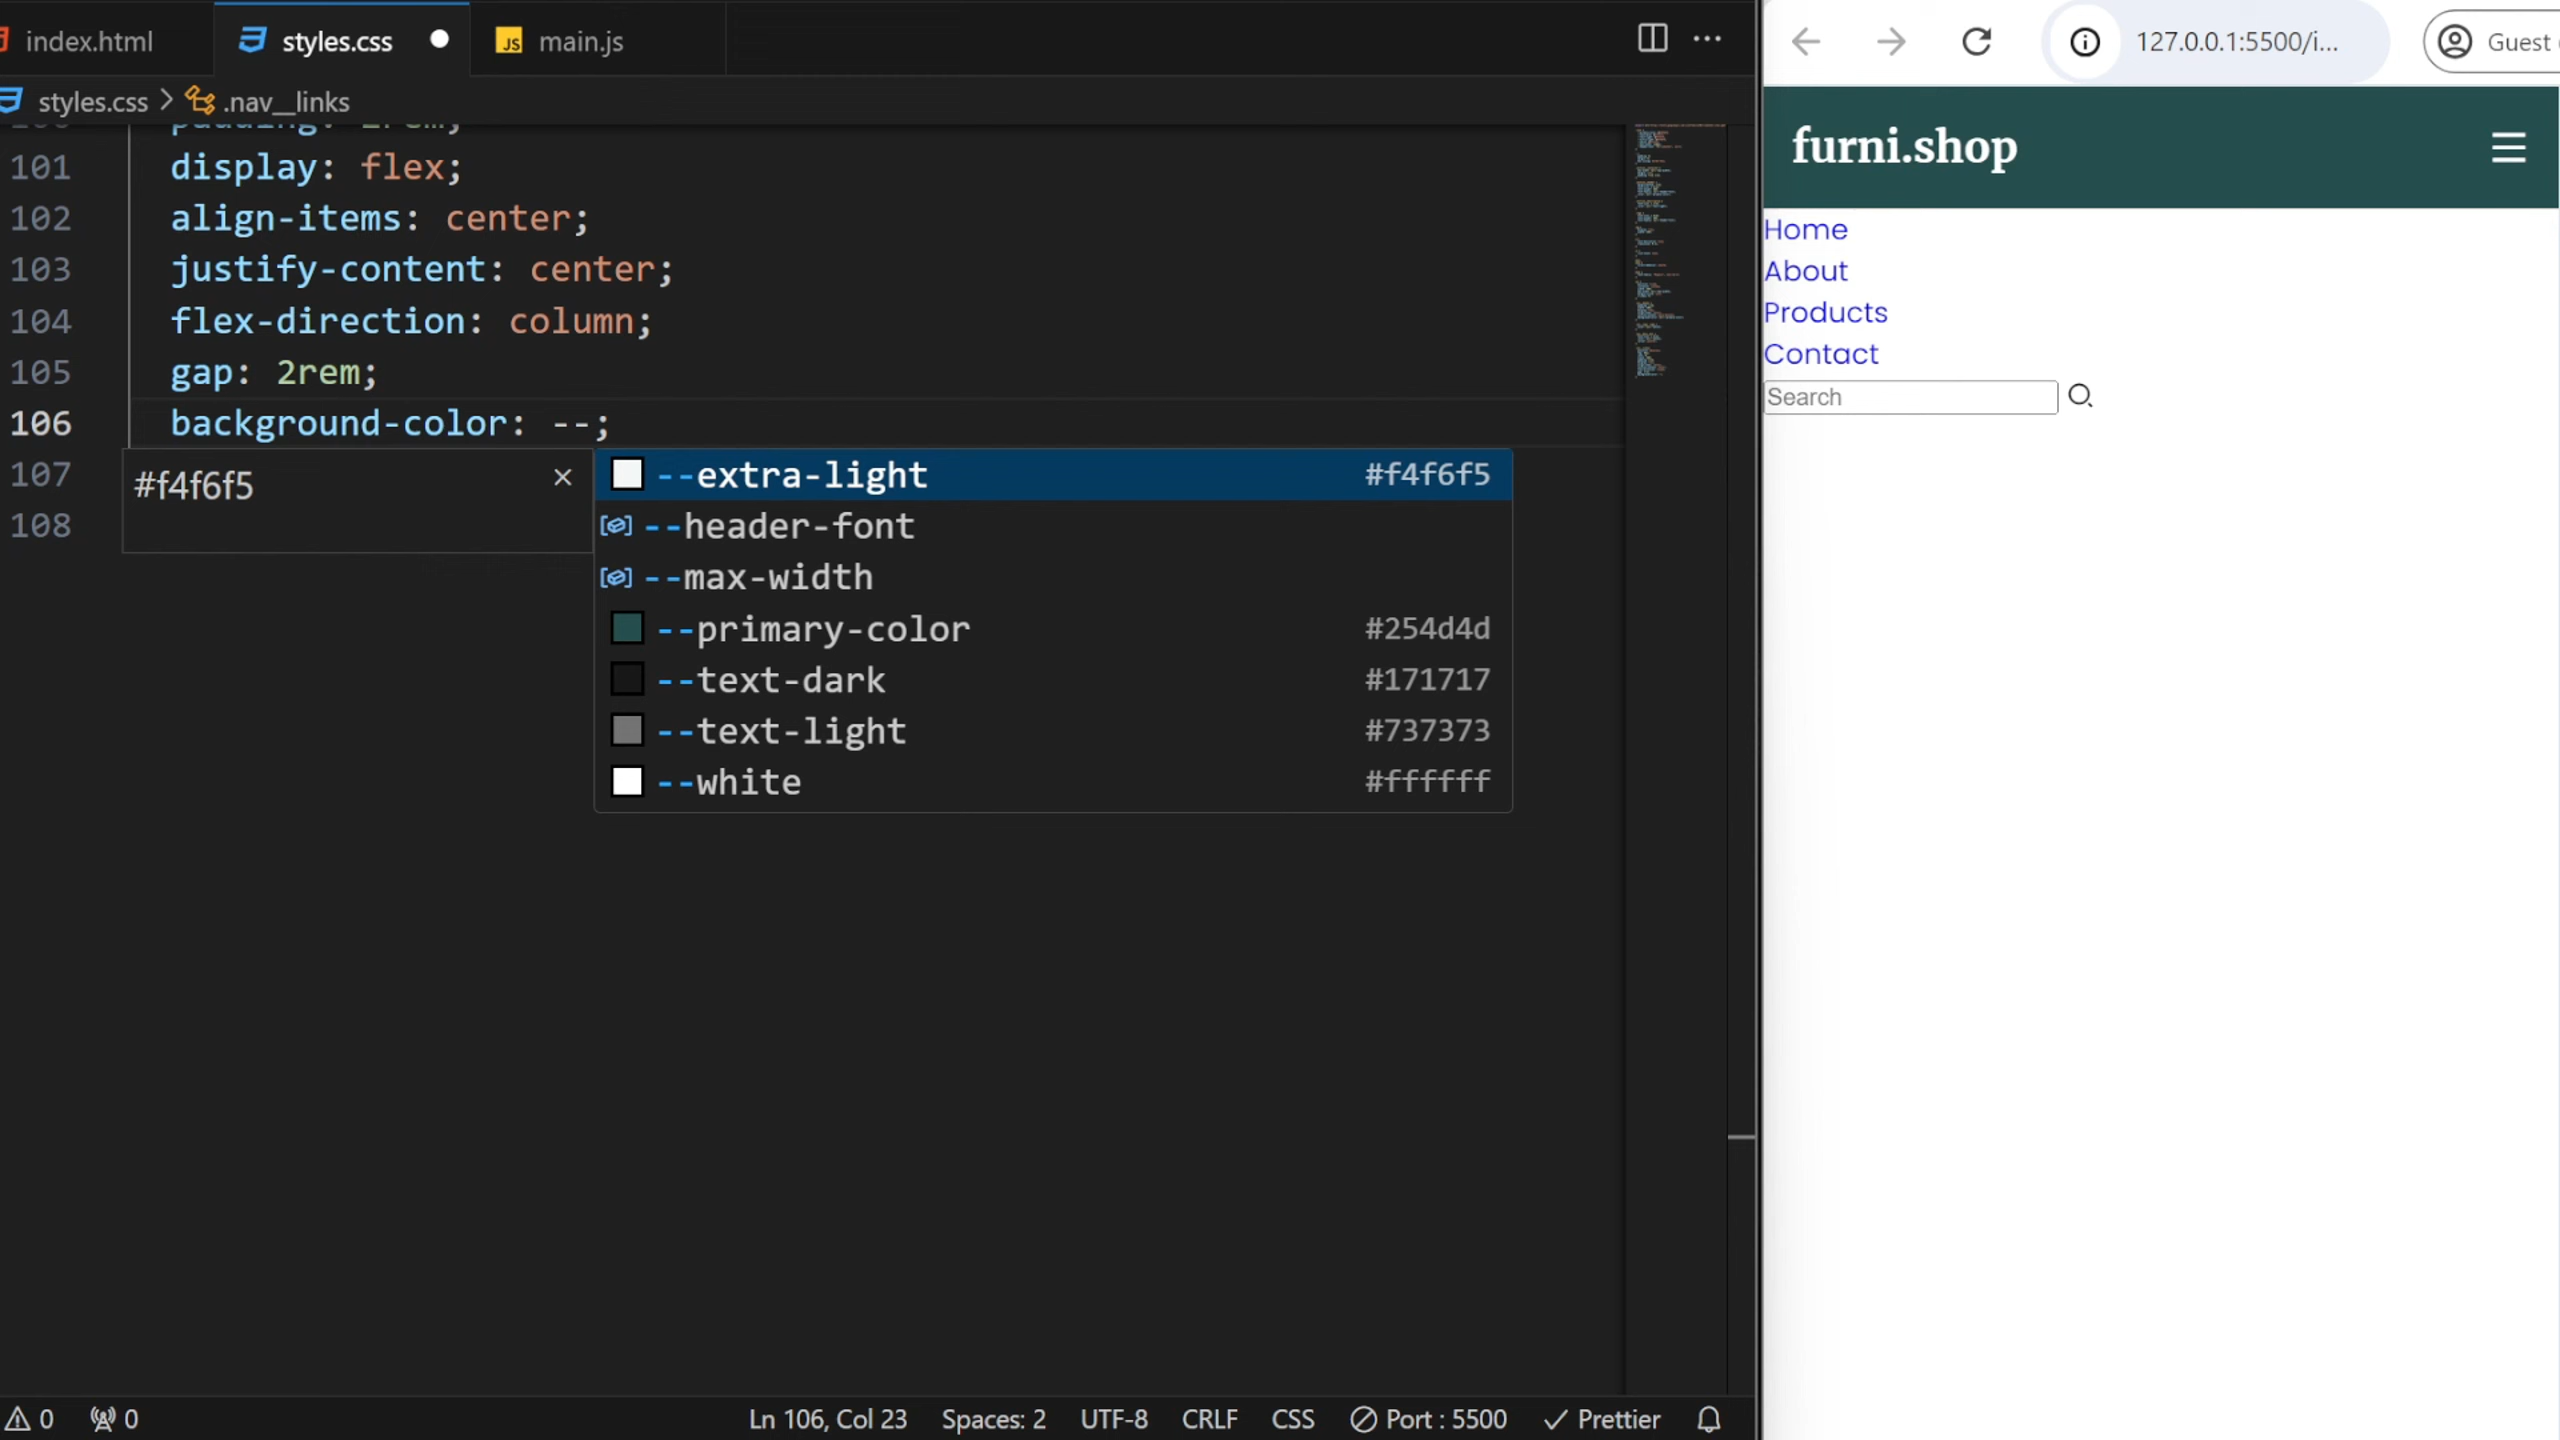 index.html
styles.css
main.js
styles.css > .nav__links
101 display: flex;
102 align-items: center;
103 justify-content: center;
104 flex-direction: column;
105 gap: 2rem;
106 background-color: --;
107
108
#f4f6f5 ×
--extra-light #f4f6f5
--header-font
--max-width
--primary-color #254d4d
--text-dark #171717
--text-light #737373
--white #ffffff
0 0 Ln 106, Col 23 Spaces: 2 UTF-8 CRLF CSS Port : 5500 Prettier
127.0.0.1:5500/i... Guest
furni.shop
Home
About
Products
Contact
Search